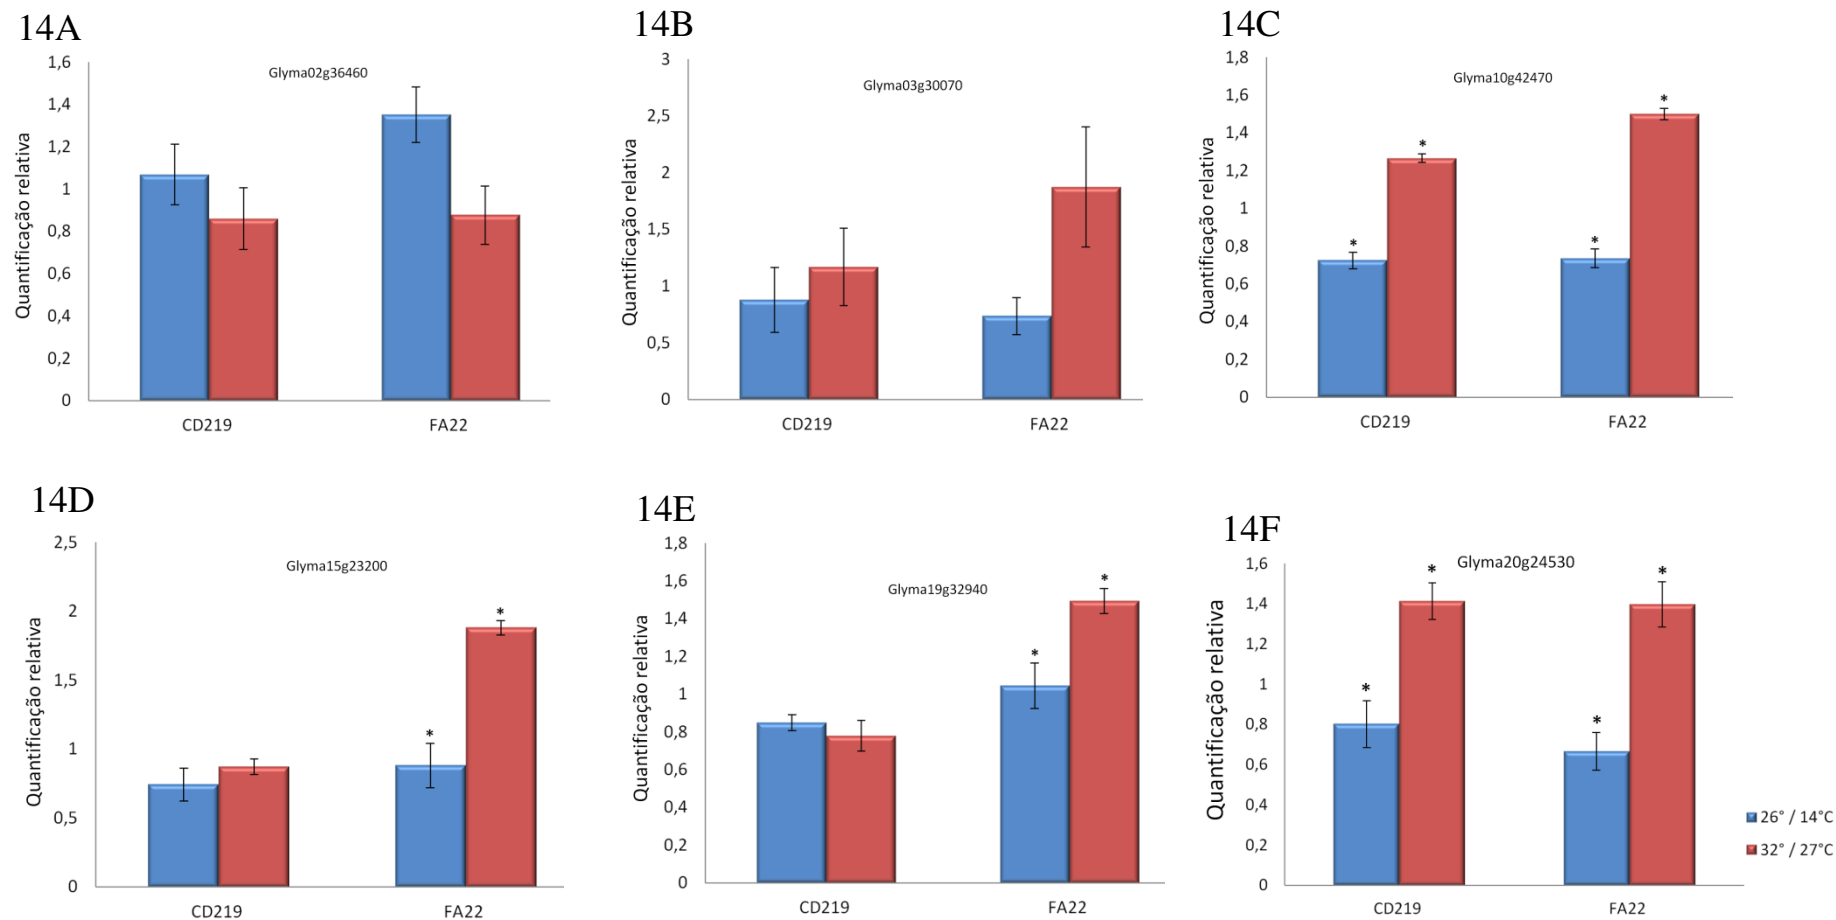 14A
Glyma02g36460
Quantificação relativa
1,6
1,4
1,2
1
0,8
0,6
0,4
0,2
0
CD219
FA22
14B
Glyma03g30070
Quantificação relativa
3
2,5
2
1,5
1
0,5
0
CD219
FA22
14C
Glyma10g42470
Quantificação relativa
1,8
1,6
1,4
1,2
1
0,8
0,6
0,4
0,2
0
*
*
*
*
CD219
FA22
14D
Glyma15g23200
Quantificação relativa
2,5
2
1,5
1
0,5
0
*
*
CD219
FA22
14E
Glyma19g32940
Quantificação relativa
1,8
1,6
1,4
1,2
1
0,8
0,6
0,4
0,2
0
*
*
CD219
FA22
14F
Glyma20g24530
Quantificação relativa
1,6
1,4
1,2
1
0,8
0,6
0,4
0,2
0
*
*
*
*
CD219
FA22
26° / 14°C
32° / 27°C